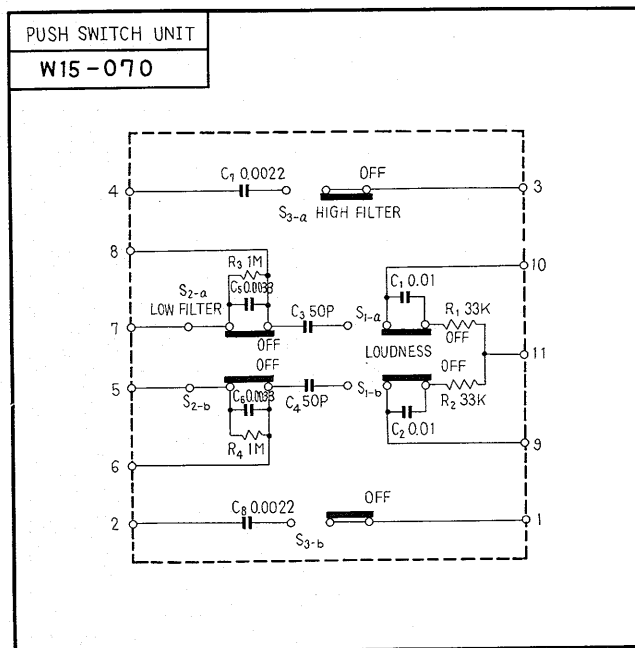 PUSH SWITCH UNIT
W15-070
C7 0.0022
OFF
4
3
S3-a HIGH FILTER
8
10
R3 1M
C5 0.0033
C1 0.01
S2-a
LOW FILTER
C3 50P
S1-a
R1 33K
7
OFF
OFF
LOUDNESS
11
OFF
OFF
5
S2-b
C6 0.0033
C4 50P
S1-b
R2 33K
C2 0.01
R4 1M
6
9
C8 0.0022
OFF
2
1
S3-b